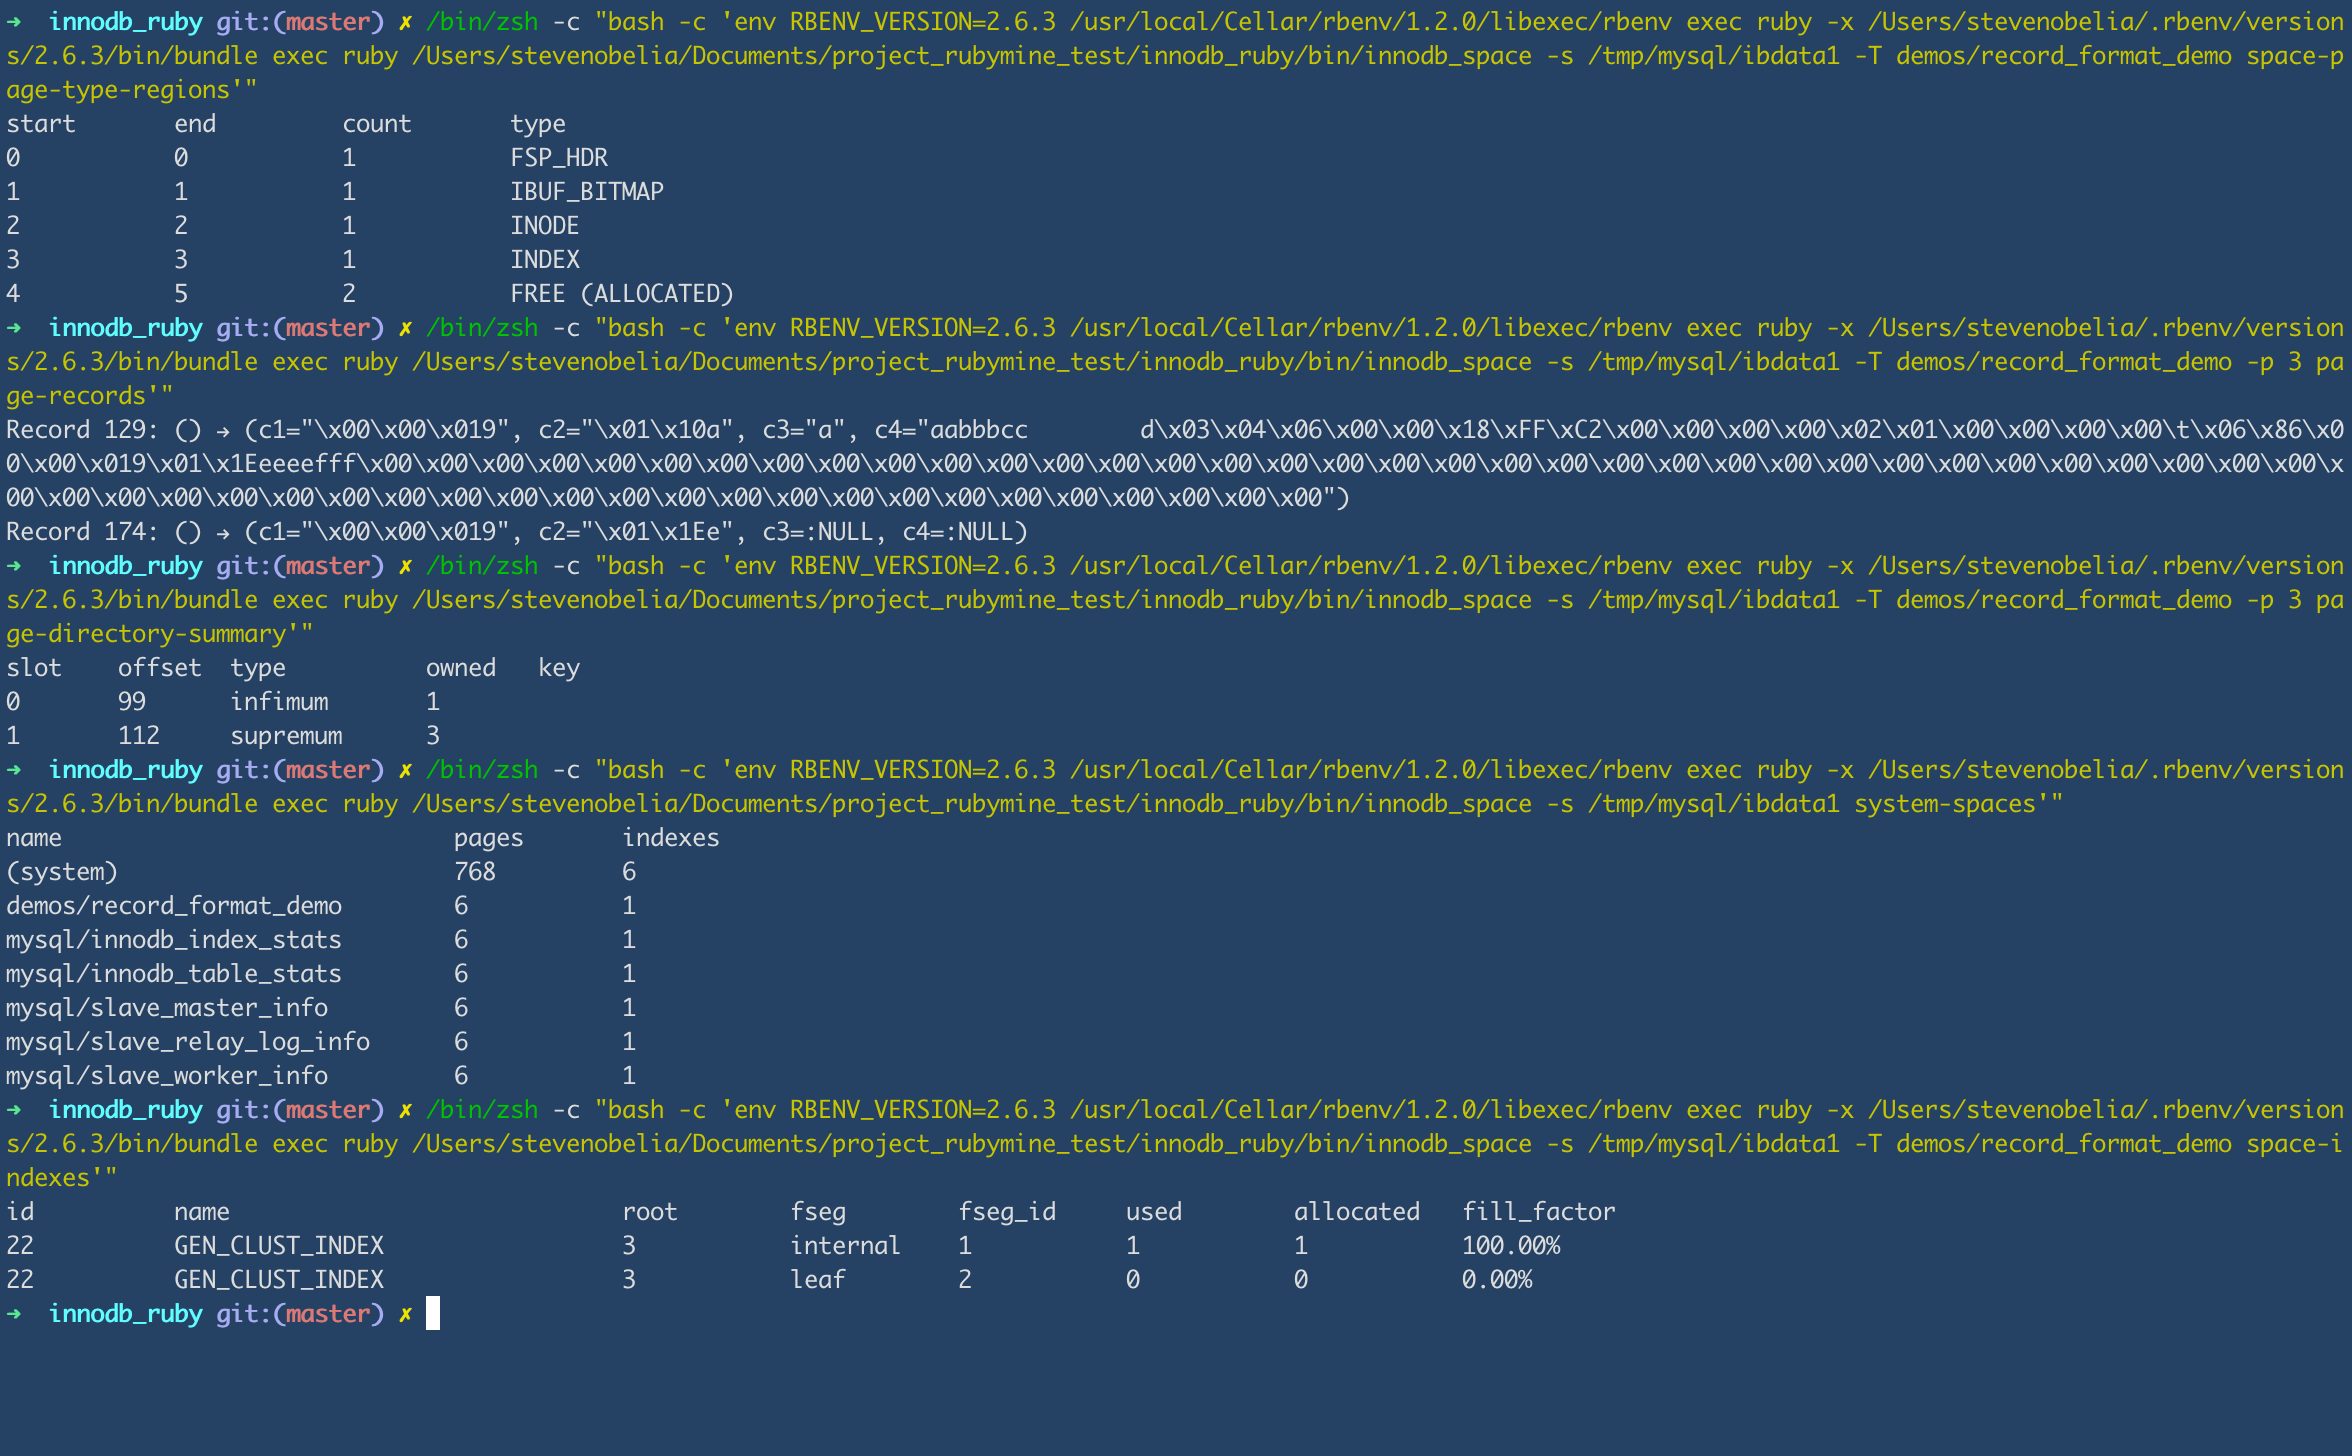 ➜  innodb_ruby git:(master) ✗ /bin/zsh -c "bash -c 'env RBENV_VERSION=2.6.3 /usr/local/Cellar/rbenv/1.2.0/libexec/rbenv exec ruby -x /Users/stevenobelia/.rbenv/version
s/2.6.3/bin/bundle exec ruby /Users/stevenobelia/Documents/project_rubymine_test/innodb_ruby/bin/innodb_space -s /tmp/mysql/ibdata1 -T demos/record_format_demo space-p
age-type-regions'"
start       end         count       type
0           0           1           FSP_HDR
1           1           1           IBUF_BITMAP
2           2           1           INODE
3           3           1           INDEX
4           5           2           FREE (ALLOCATED)
➜  innodb_ruby git:(master) ✗ /bin/zsh -c "bash -c 'env RBENV_VERSION=2.6.3 /usr/local/Cellar/rbenv/1.2.0/libexec/rbenv exec ruby -x /Users/stevenobelia/.rbenv/version
s/2.6.3/bin/bundle exec ruby /Users/stevenobelia/Documents/project_rubymine_test/innodb_ruby/bin/innodb_space -s /tmp/mysql/ibdata1 -T demos/record_format_demo -p 3 pa
ge-records'"
Record 129: () → (c1="\x00\x00\x019", c2="\x01\x10a", c3="a", c4="aabbbcc        d\x03\x04\x06\x00\x00\x18\xFF\xC2\x00\x00\x00\x00\x02\x01\x00\x00\x00\x00\t\x06\x86\x0
0\x00\x019\x01\x1Eeeeefff\x00\x00\x00\x00\x00\x00\x00\x00\x00\x00\x00\x00\x00\x00\x00\x00\x00\x00\x00\x00\x00\x00\x00\x00\x00\x00\x00\x00\x00\x00\x00\x00\x00\x00\x00\x
00\x00\x00\x00\x00\x00\x00\x00\x00\x00\x00\x00\x00\x00\x00\x00\x00\x00\x00\x00\x00\x00\x00\x00")
Record 174: () → (c1="\x00\x00\x019", c2="\x01\x1Ee", c3=:NULL, c4=:NULL)
➜  innodb_ruby git:(master) ✗ /bin/zsh -c "bash -c 'env RBENV_VERSION=2.6.3 /usr/local/Cellar/rbenv/1.2.0/libexec/rbenv exec ruby -x /Users/stevenobelia/.rbenv/version
s/2.6.3/bin/bundle exec ruby /Users/stevenobelia/Documents/project_rubymine_test/innodb_ruby/bin/innodb_space -s /tmp/mysql/ibdata1 -T demos/record_format_demo -p 3 pa
ge-directory-summary'"
slot    offset  type          owned   key
0       99      infimum       1
1       112     supremum      3
➜  innodb_ruby git:(master) ✗ /bin/zsh -c "bash -c 'env RBENV_VERSION=2.6.3 /usr/local/Cellar/rbenv/1.2.0/libexec/rbenv exec ruby -x /Users/stevenobelia/.rbenv/version
s/2.6.3/bin/bundle exec ruby /Users/stevenobelia/Documents/project_rubymine_test/innodb_ruby/bin/innodb_space -s /tmp/mysql/ibdata1 system-spaces'"
name                            pages       indexes
(system)                        768         6
demos/record_format_demo        6           1
mysql/innodb_index_stats        6           1
mysql/innodb_table_stats        6           1
mysql/slave_master_info         6           1
mysql/slave_relay_log_info      6           1
mysql/slave_worker_info         6           1
➜  innodb_ruby git:(master) ✗ /bin/zsh -c "bash -c 'env RBENV_VERSION=2.6.3 /usr/local/Cellar/rbenv/1.2.0/libexec/rbenv exec ruby -x /Users/stevenobelia/.rbenv/version
s/2.6.3/bin/bundle exec ruby /Users/stevenobelia/Documents/project_rubymine_test/innodb_ruby/bin/innodb_space -s /tmp/mysql/ibdata1 -T demos/record_format_demo space-i
ndexes'"
id          name                            root        fseg        fseg_id     used        allocated   fill_factor
22          GEN_CLUST_INDEX                 3           internal    1           1           1           100.00%
22          GEN_CLUST_INDEX                 3           leaf        2           0           0           0.00%
➜  innodb_ruby git:(master) ✗